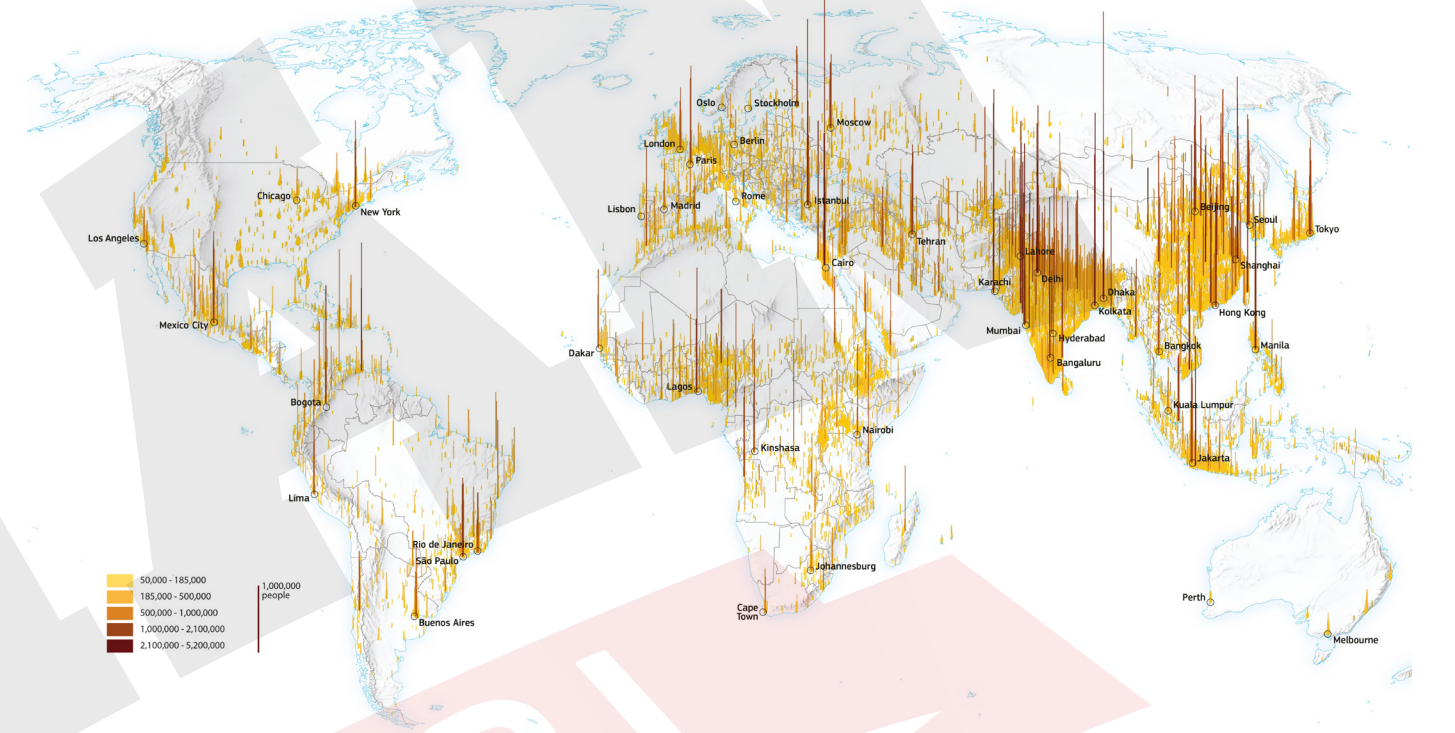 Oslo
Stockholm
Moscow
London
Berlin
Paris
Chicago
New York
Rome
Lisbon
Madrid
Istanbul
Beijing
Seoul
Tokyo
Los Angeles
Tehran
Lahore
Cairo
Shanghai
Karachi
Delhi
Dhaka
Kolkata
Hong Kong
Mexico City
Mumbai
Hyderabad
Dakar
Bangkok
Manila
Bangaluru
Lagos
Bogota
Kuala Lumpur
Nairobi
Kinshasa
Jakarta
Lima
Rio de Janeiro
São Paulo
Johannesburg
50,000 - 185,000
185,000 - 500,000
500,000 - 1,000,000
1,000,000 - 2,100,000
2,100,000 - 5,200,000
1,000,000
people
Perth
Cape
Town
Buenos Aires
Melbourne